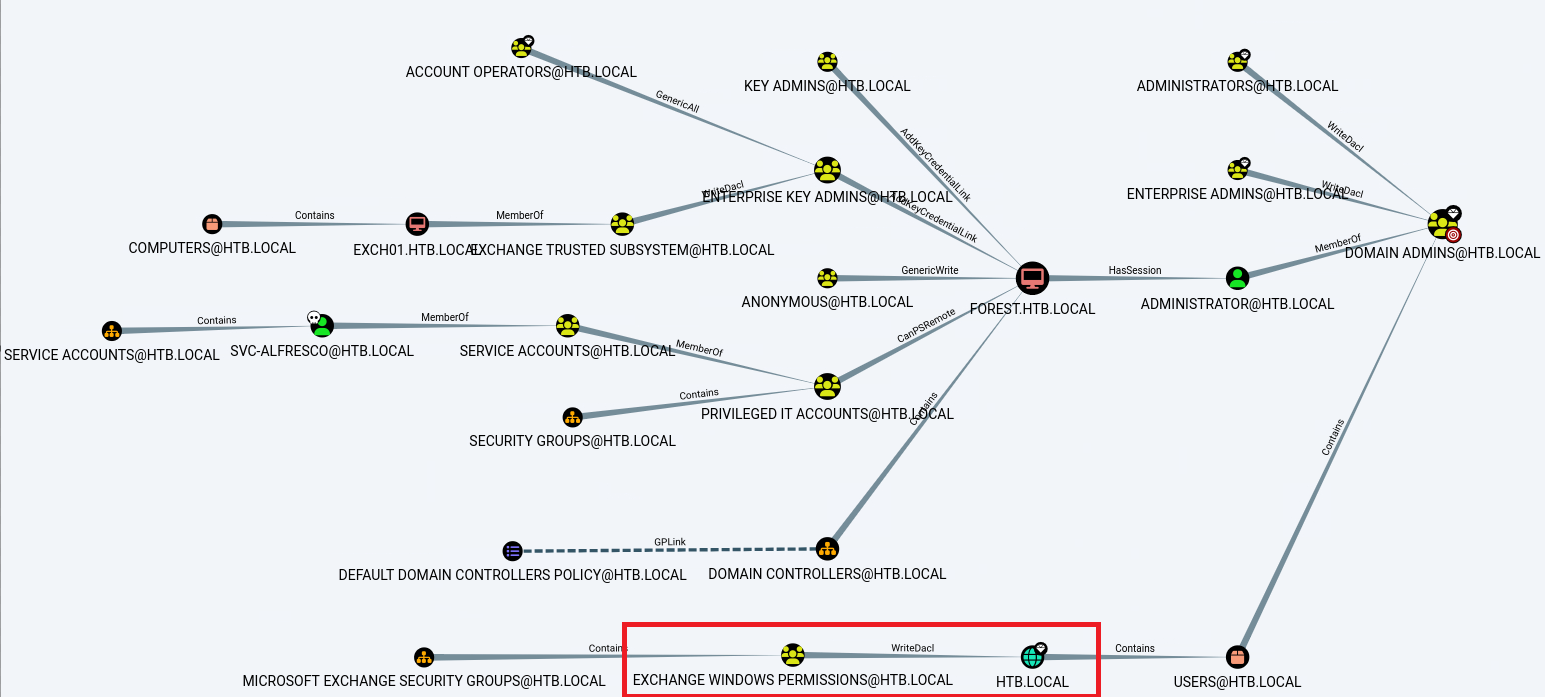 ACCOUNT OPERATORS@HTB.LOCAL
KEY ADMINS@HTB.LOCAL
ADMINISTRATORS@HTB.LOCAL
GenericAll
AddKeyCredentialLink
WriteDacl
WriteDacl
ENTERPRISE KEY ADMINS@HTB.LOCAL
AddKeyCredentialLink
ENTERPRISE ADMINS@HTB.LOCAL
WriteDacl
Contains
MemberOf
COMPUTERS@HTB.LOCAL
EXCH01.HTB.LOCAL
EXCHANGE TRUSTED SUBSYSTEM@HTB.LOCAL
MemberOf
DOMAIN ADMINS@HTB.LOCAL
GenericWrite
HasSession
ANONYMOUS@HTB.LOCAL
FOREST.HTB.LOCAL
ADMINISTRATOR@HTB.LOCAL
Contains
MemberOf
CanPSRemote
SERVICE ACCOUNTS@HTB.LOCAL
SVC-ALFRESCO@HTB.LOCAL
SERVICE ACCOUNTS@HTB.LOCAL
MemberOf
Contains
PRIVILEGED IT ACCOUNTS@HTB.LOCAL
Contains
SECURITY GROUPS@HTB.LOCAL
Contains
GPLink
DEFAULT DOMAIN CONTROLLERS POLICY@HTB.LOCAL
DOMAIN CONTROLLERS@HTB.LOCAL
Contains
WriteDacl
Contains
MICROSOFT EXCHANGE SECURITY GROUPS@HTB.LOCAL
EXCHANGE WINDOWS PERMISSIONS@HTB.LOCAL
HTB.LOCAL
USERS@HTB.LOCAL